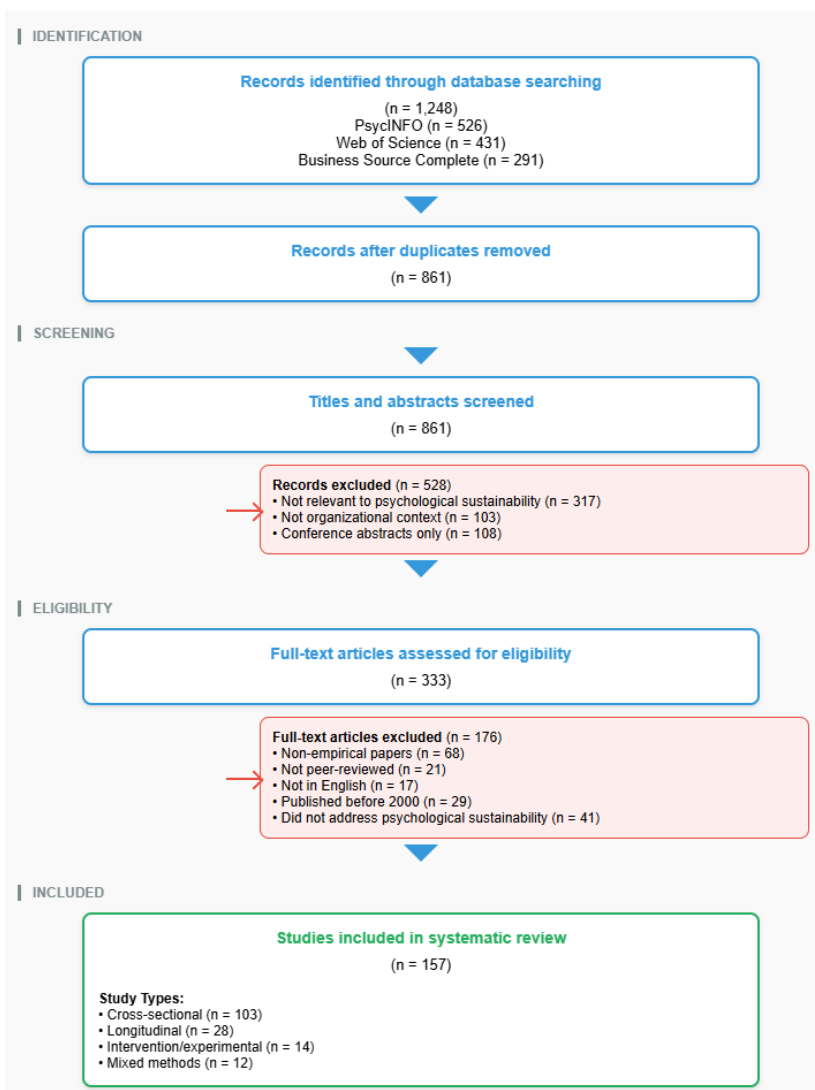 IDENTIFICATION
Records identified through database searching
(n = 1,248)
PsycINFO (n = 526)
Web of Science (n = 431)
Business Source Complete (n = 291)
Records after duplicates removed
(n = 861)
SCREENING
Titles and abstracts screened
(n = 861)
Records excluded (n = 528)
• Not relevant to psychological sustainability (n = 317)
• Not organizational context (n = 103)
• Conference abstracts only (n = 108)
ELIGIBILITY
Full-text articles assessed for eligibility
(n = 333)
Full-text articles excluded (n = 176)
• Non-empirical papers (n = 68)
• Not peer-reviewed (n = 21)
• Not in English (n = 17)
• Published before 2000 (n = 29)
• Did not address psychological sustainability (n = 41)
INCLUDED
Studies included in systematic review
(n = 157)
Study Types:
• Cross-sectional (n = 103)
• Longitudinal (n = 28)
• Intervention/experimental (n = 14)
• Mixed methods (n = 12)